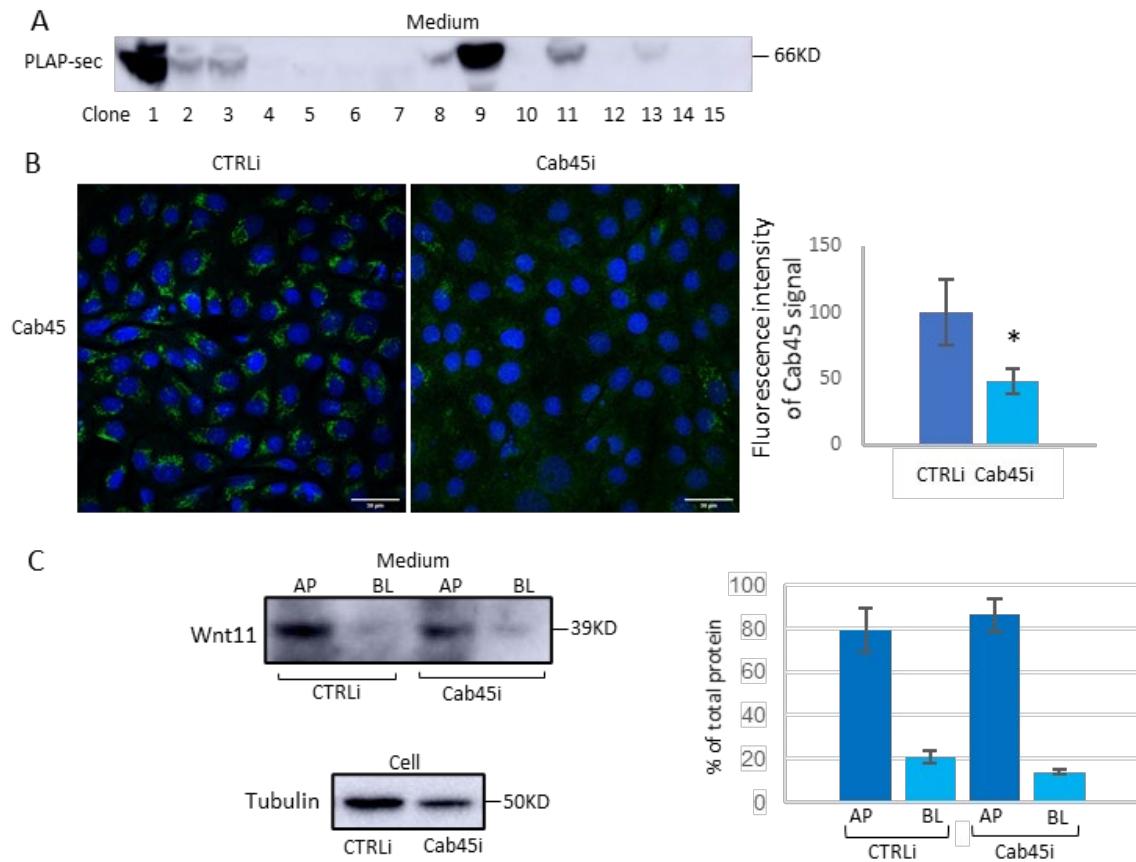 A
Medium
PLAP-sec
66KD
Clone 1 2 3 4 5 6 7 8 9 10 11 12 13 14 15
B
CTRLi Cab45i
Cab45
Fluorescence intensity
of Cab45 signal
150
100
50
0
*
CTRLi Cab45i
C
Medium
AP BL AP BL
Wnt11
39KD
CTRLi Cab45i
Cell
Tubulin
50KD
CTRLi Cab45i
% of total protein
100
80
60
40
20
0
AP BL AP BL
CTRLi Cab45i